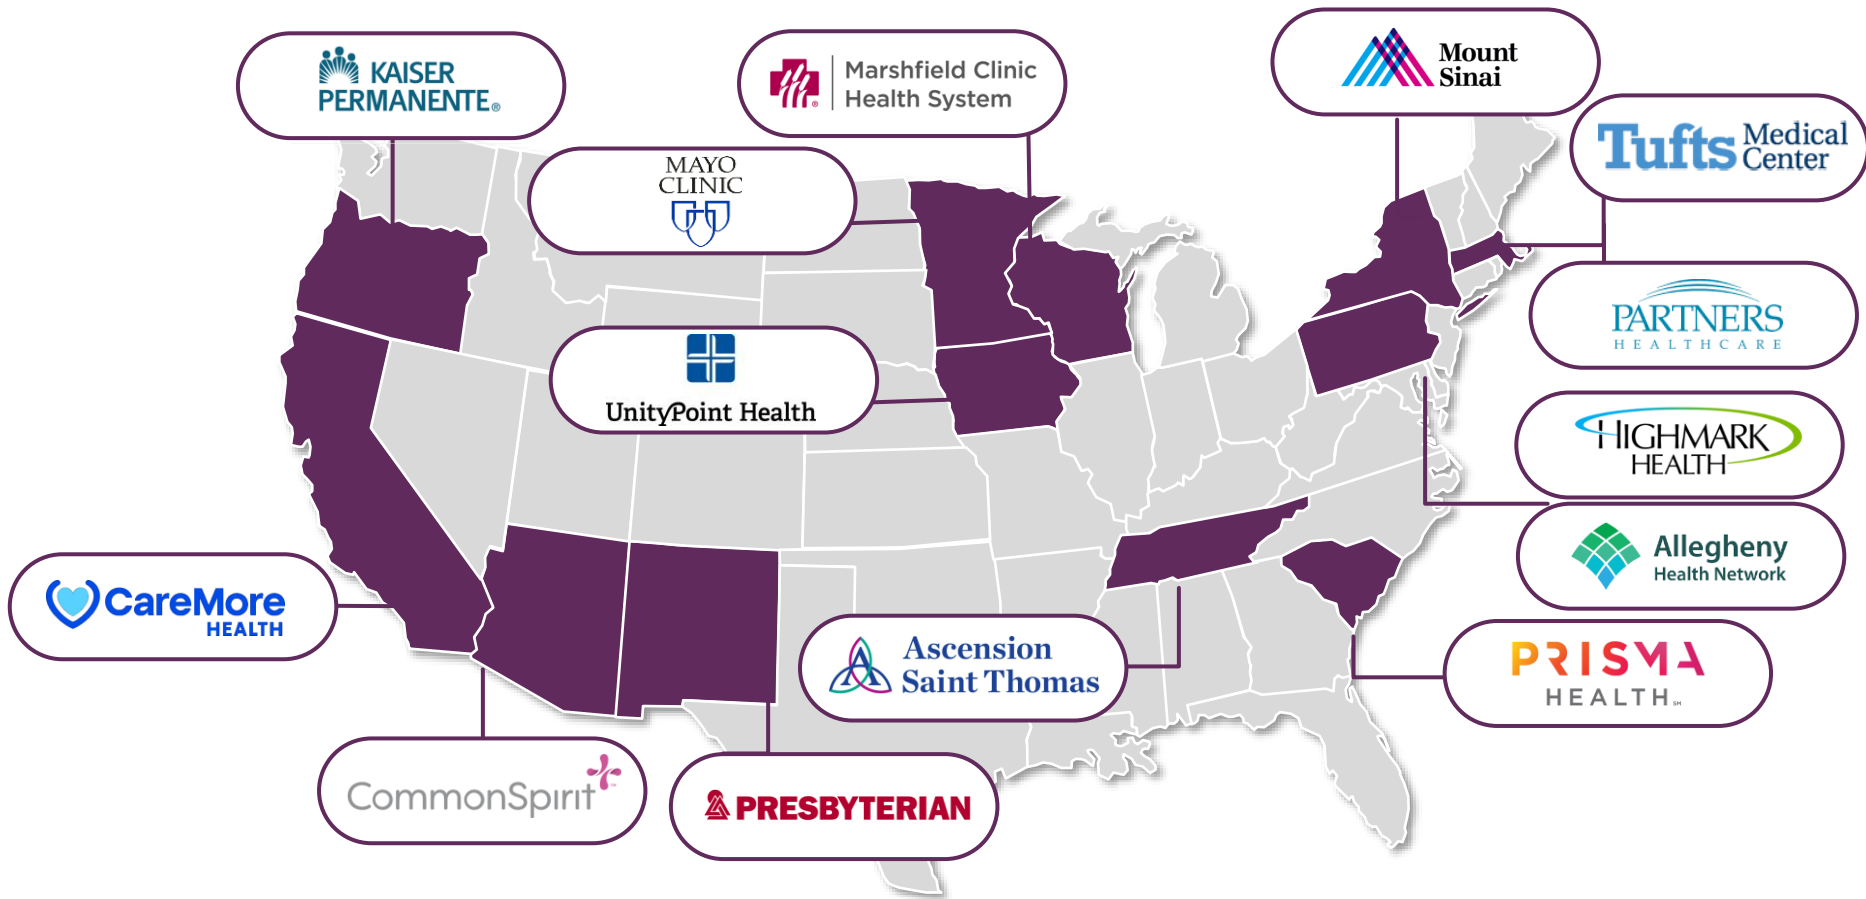 KAISER
PERMANENTE®
Marshfield Clinic
Health System
®
Mount
Sinai
Tufts Medical
Center
MAYO
CLINIC
PARTNERS
HEALTHCARE
UnityPoint Health
HIGHMARK
HEALTH
Allegheny
Health Network
CareMore
HEALTH
Ascension
Saint Thomas
PRISMA
HEALTH SM
CommonSpirit
PRESBYTERIAN